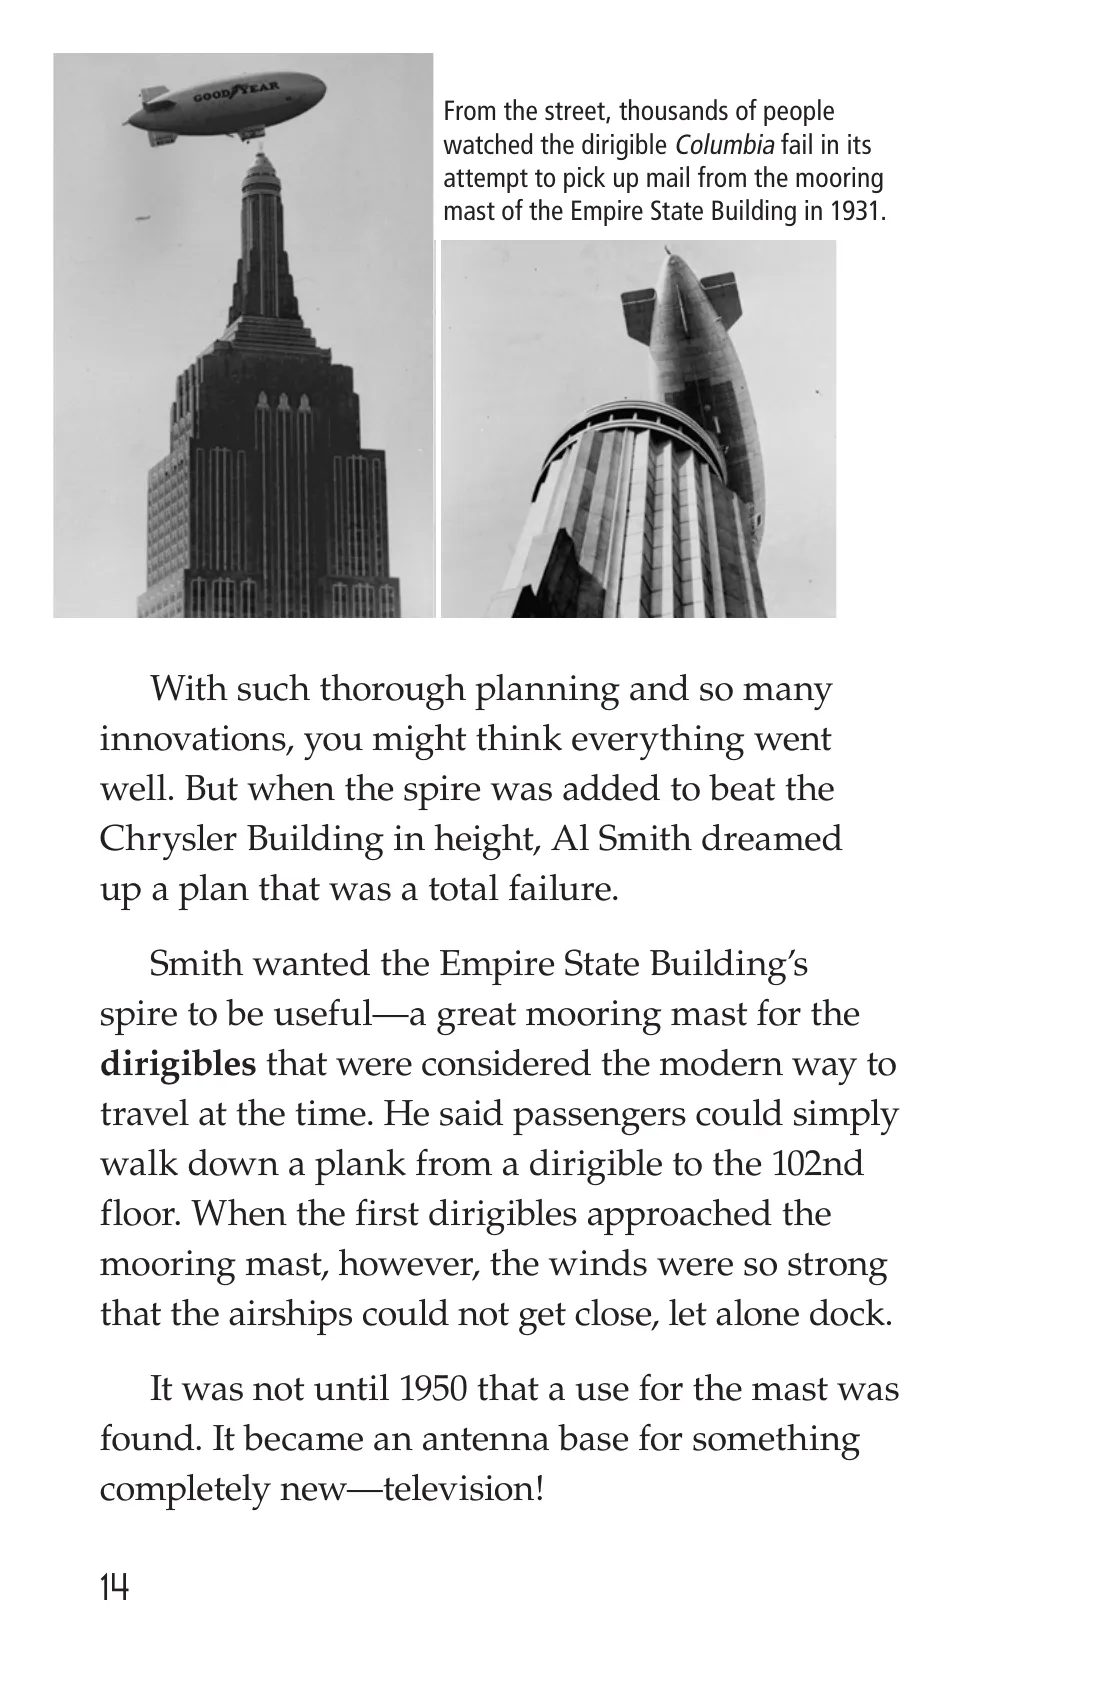 GOODYEAR
From the street, thousands of people
watched the dirigible Columbia fail in its
attempt to pick up mail from the mooring
mast of the Empire State Building in 1931.
With such thorough planning and so many
innovations, you might think everything went
well. But when the spire was added to beat the
Chrysler Building in height, Al Smith dreamed
up a plan that was a total failure.
Smith wanted the Empire State Building’s
spire to be useful—a great mooring mast for the
dirigibles that were considered the modern way to
travel at the time. He said passengers could simply
walk down a plank from a dirigible to the 102nd
floor. When the first dirigibles approached the
mooring mast, however, the winds were so strong
that the airships could not get close, let alone dock.
It was not until 1950 that a use for the mast was
found. It became an antenna base for something
completely new—television!
14